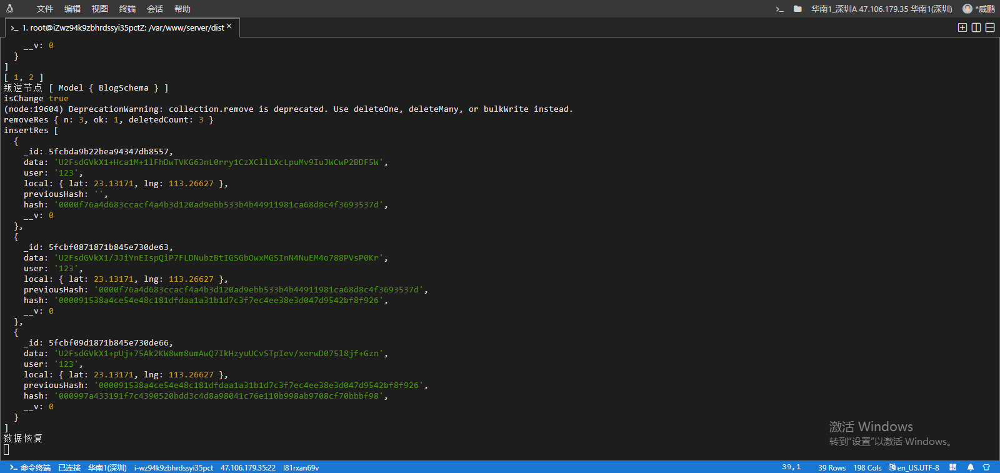 文件 编辑 视图 终端 会话 帮助 >_ 华南1_深圳A 47.106.179.35 华南1(深圳) *威鹏
>_ 1. root@iZwz94k9zbhrdssyi35pctZ: /var/www/server/dist ×
__v: 0
}
]
[ 1, 2 ]
叛逆节点 [ Model { BlogSchema } ]
isChange true
(node:19604) DeprecationWarning: collection.remove is deprecated. Use deleteOne, deleteMany, or bulkWrite instead.
removeRes { n: 3, ok: 1, deletedCount: 3 }
insertRes [
{
_id: 5fcbda9b22bea94347db8557,
data: 'U2FsdGVkX1+Hca1M+1lFhDwTVKG63nL0rry1CzXCllLXcLpuMv9IuJWCwP2BDF5W',
user: '123',
local: { lat: 23.13171, lng: 113.26627 },
previousHash: '',
hash: '0000f76a4d683ccacf4a4b3d120ad9ebb533b4b44911981ca68d8c4f3693537d',
__v: 0
},
{
_id: 5fcbf0871871b845e730de63,
data: 'U2FsdGVkX1/JJiYnEIspQiP7FLDNubzBtIGSGbOwxMGSInN4NuEM4o788PVsP0Kr',
user: '123',
local: { lat: 23.13171, lng: 113.26627 },
previousHash: '0000f76a4d683ccacf4a4b3d120ad9ebb533b4b44911981ca68d8c4f3693537d',
hash: '000091538a4ce54e48c181dfdaa1a31b1d7c3f7ec4ee38e3d047d9542bf8f926',
__v: 0
},
{
_id: 5fcbf09d1871b845e730de66,
data: 'U2FsdGVkX1+pUj+75Ak2KW8wm8umAwQ7IkHzyuUCvSTpIev/xerwD075l8jf+Gzn',
user: '123',
local: { lat: 23.13171, lng: 113.26627 },
previousHash: '000091538a4ce54e48c181dfdaa1a31b1d7c3f7ec4ee38e3d047d9542bf8f926',
hash: '000997a433191f7c4390520bdd3c4d8a98041c76e110b998ab9708cf70bbbf98',
__v: 0
}
]
数据恢复
激活 Windows
转到"设置"以激活 Windows。
>_ 命令终端 已连接 华南1(深圳) i-wz94k9zbhrdssyi35pct 47.106.179.35:22 l81rxan69v 39,1 39 Rows 198 Cols en_US.UTF-8